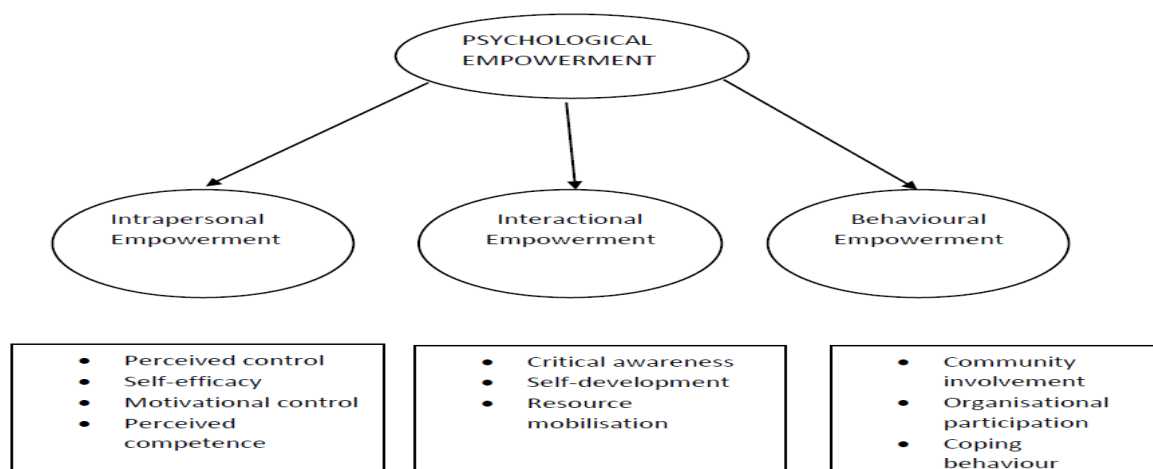 PSYCHOLOGICAL
EMPOWERMENT
Intrapersonal
Empowerment
Interactional
Empowerment
Behavioural
Empowerment
• Perceived control
• Self-efficacy
• Motivational control
• Perceived
competence
• Critical awareness
• Self-development
• Resource
mobilisation
• Community
involvement
• Organisational
participation
• Coping
behaviour